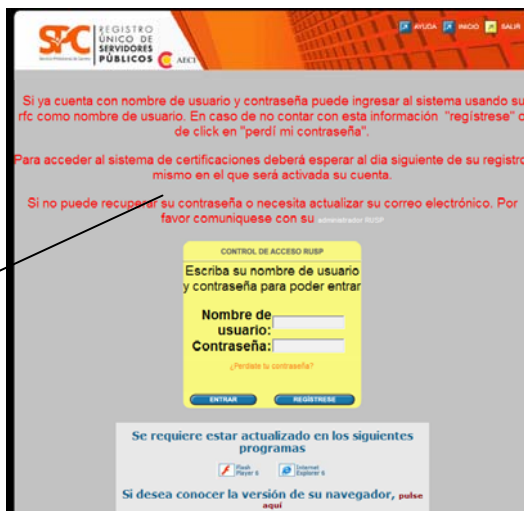 SPC
REGISTRO
ÚNICO DE
SERVIDORES
PÚBLICOS
AECI
AYUDA INICIO SALIR
Si ya cuenta con nombre de usuario y contraseña puede ingresar al sistema usando su
rfc como nombre de usuario. En caso de no contar con esta información "regístrese" o
de click en "perdí mi contraseña".
Para acceder al sistema de certificaciones deberá esperar al dia siguiente de su registro
mismo en el que será activada su cuenta.
Si no puede recuperar su contraseña o necesita actualizar su correo electrónico. Por
favor comuniquese con su administrador RUSP
CONTROL DE ACCESO RUSP
Escriba su nombre de usuario
y contraseña para poder entrar
Nombre de
usuario:
Contraseña:
¿Perdiste tu contraseña?
ENTRAR REGÍSTRESE
Se requiere estar actualizado en los siguientes
programas
Flash
Player 6
Internet
Explorer 6
Si desea conocer la versión de su navegador, pulse
aquí